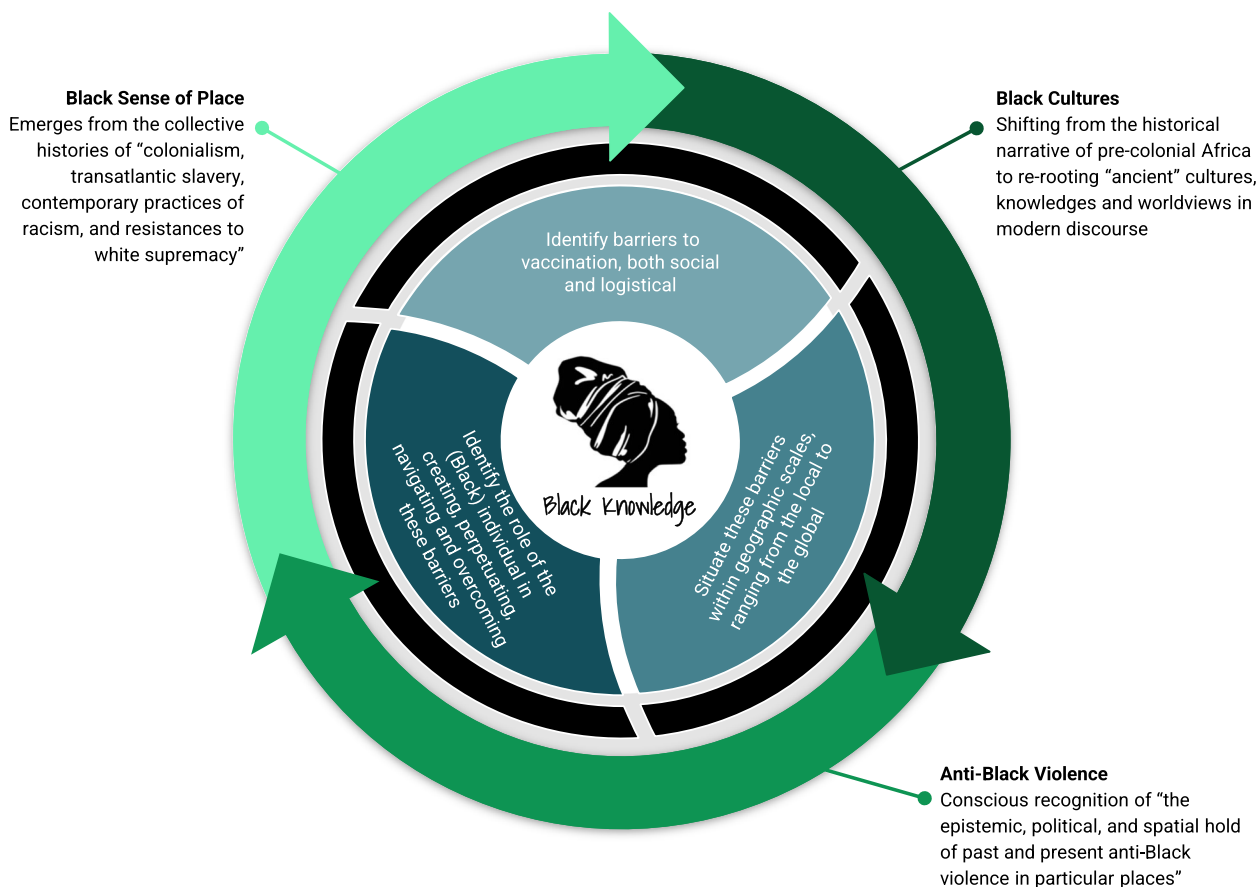 Black Sense of Place
Emerges from the collective
histories of “colonialism,
transatlantic slavery,
contemporary practices of
racism, and resistances to
white supremacy”
Black Cultures
Shifting from the historical
narrative of pre-colonial Africa
to re-rooting “ancient” cultures,
knowledges and worldviews in
modern discourse
Identify barriers to
vaccination, both social
and logistical
Situate these barriers
within geographic scales,
ranging from the local to
the global
Identify the role of the
(Black) individual in
creating, perpetuating,
navigating and overcoming
these barriers
Black Knowledge
Anti-Black Violence
Conscious recognition of “the
epistemic, political, and spatial hold
of past and present anti-Black
violence in particular places”